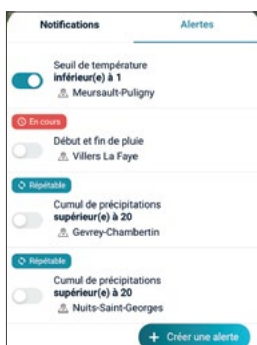 Notifications
Alertes
Seuil de température
inférieur(e) à 1
Meursault-Puligny
En cours
Début et fin de pluie
Villers La Faye
Répétable
Cumul de précipitations
supérieur(e) à 20
Gevrey-Chambertin
Répétable
Cumul de précipitations
supérieur(e) à 20
Nuits-Saint-Georges
+ Créer une alerte